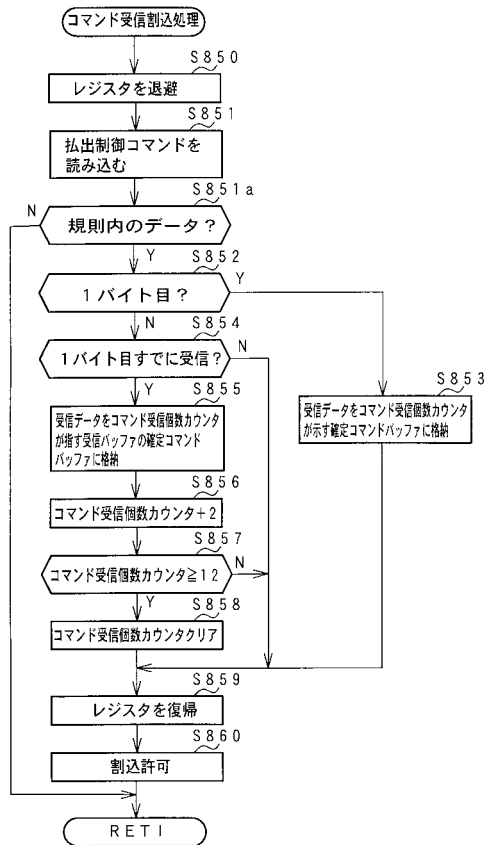 コマンド受信割込処理
S850
レジスタを退避
S851
払出制御コマンドを
読み込む
S851a
N
規則内のデータ？
Y
S852
Y
1バイト目？
N
S854
N
1バイト目すでに受信？
Y
S855
S853
受信データをコマンド受信個数カウンタ
が指す受信バッファの確定コマンド
バッファに格納
受信データをコマンド受信個数カウンタ
が示す確定コマンドバッファに格納
S856
コマンド受信個数カウンタ+2
S857
コマンド受信個数カウンタ≧12
N
Y
S858
コマンド受信個数カウンタクリア
S859
レジスタを復帰
S860
割込許可
RETI